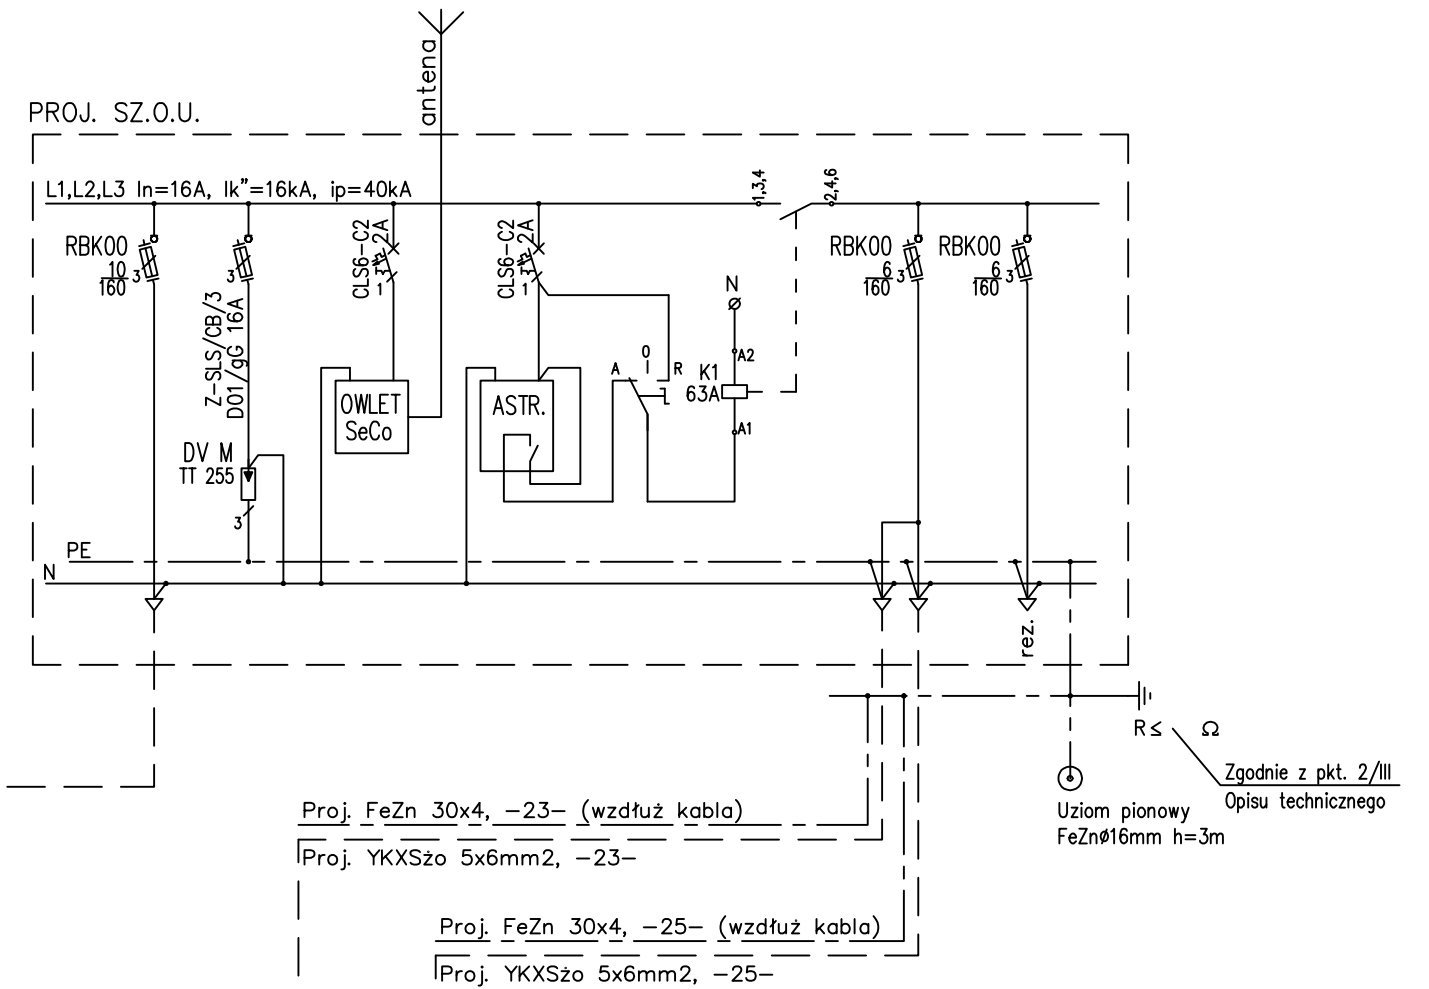 antena
PROJ. SZ.O.U.
L1,L2,L3 In=16A, Ik”=16kA, ip=40kA
1,3,4
2,4,6
RBK00
10
160
3
3
Z-SLS/CB/3
D01/gG 16A
CLS6-C2
2A
3
1
CLS6-C2
2A
3
1
N
RBK00
6
160
3
RBK00
6
160
3
A
0
R
A2
K1
63A
A1
OWLET
SeCo
ASTR.
DV M
TT 255
3
PE
N
rez.
R≤ Ω
Zgodnie z pkt. 2/III
Opisu technicznego
Uziom pionowy
FeZnø16mm h=3m
Proj. FeZn 30x4, -23- (wzdłuż kabla)
Proj. YKXSżo 5x6mm2, -23-
Proj. FeZn 30x4, -25- (wzdłuż kabla)
Proj. YKXSżo 5x6mm2, -25-